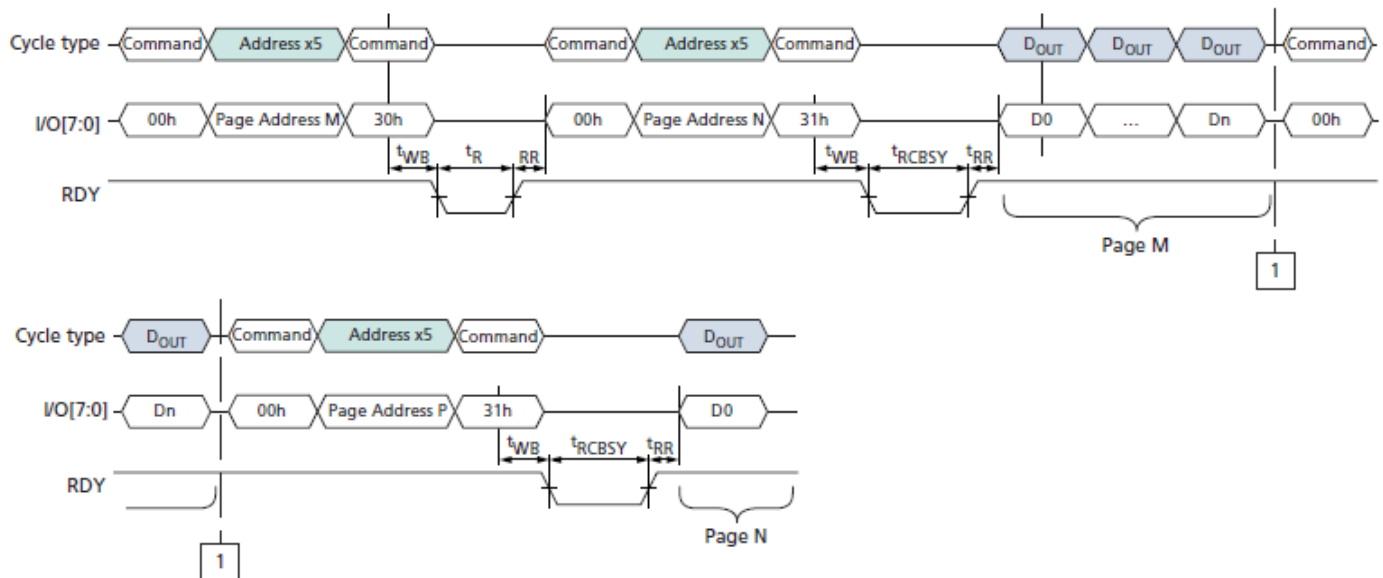 Cycle type Command Address x5 Command Command Address x5 Command DOUT DOUT DOUT Command
I/O[7:0] 00h Page Address M 30h 00h Page Address N 31h D0 ... Dn 00h
tWB tR RR tWB tRCBSY tRR
RDY
Page M
1
Cycle type DOUT Command Address x5 Command DOUT
I/O[7:0] Dn 00h Page Address P 31h D0
tWB tRCBSY tRR
RDY
Page N
1